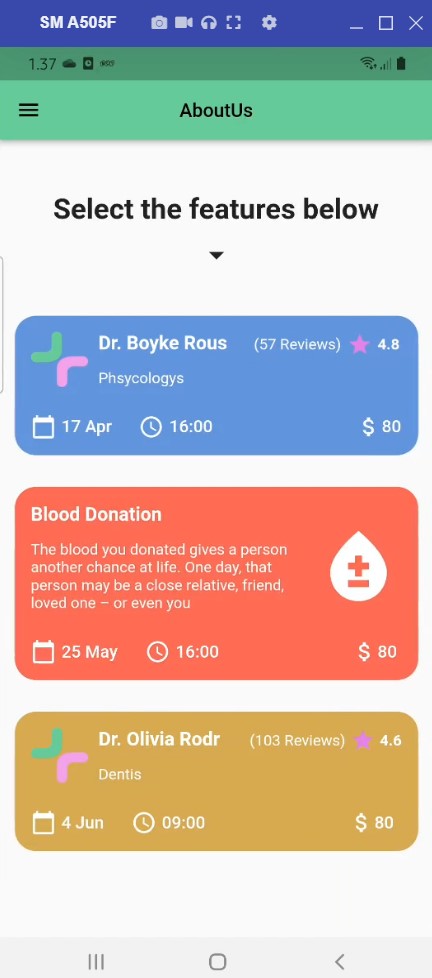 SM A505F
1.37
AboutUs
Select the features below
Dr. Boyke Rous (57 Reviews) 4.8
Phsycologys
17 Apr 16:00 $ 80
Blood Donation
The blood you donated gives a person
another chance at life. One day, that
person may be a close relative, friend,
loved one – or even you
25 May 16:00 $ 80
Dr. Olivia Rodr (103 Reviews) 4.6
Dentis
4 Jun 09:00 $ 80